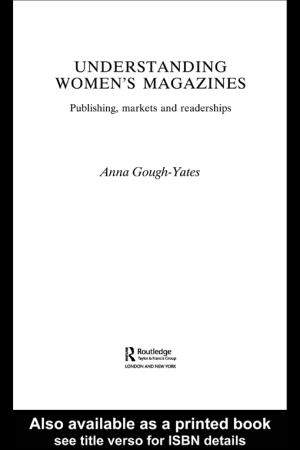 UNDERSTANDING
WOMEN'S MAGAZINES
Publishing, markets and readerships
Anna Gough-Yates
Routledge
Taylor & Francis Group
LONDON AND NEW YORK
Also available as a printed book
see title verso for ISBN details